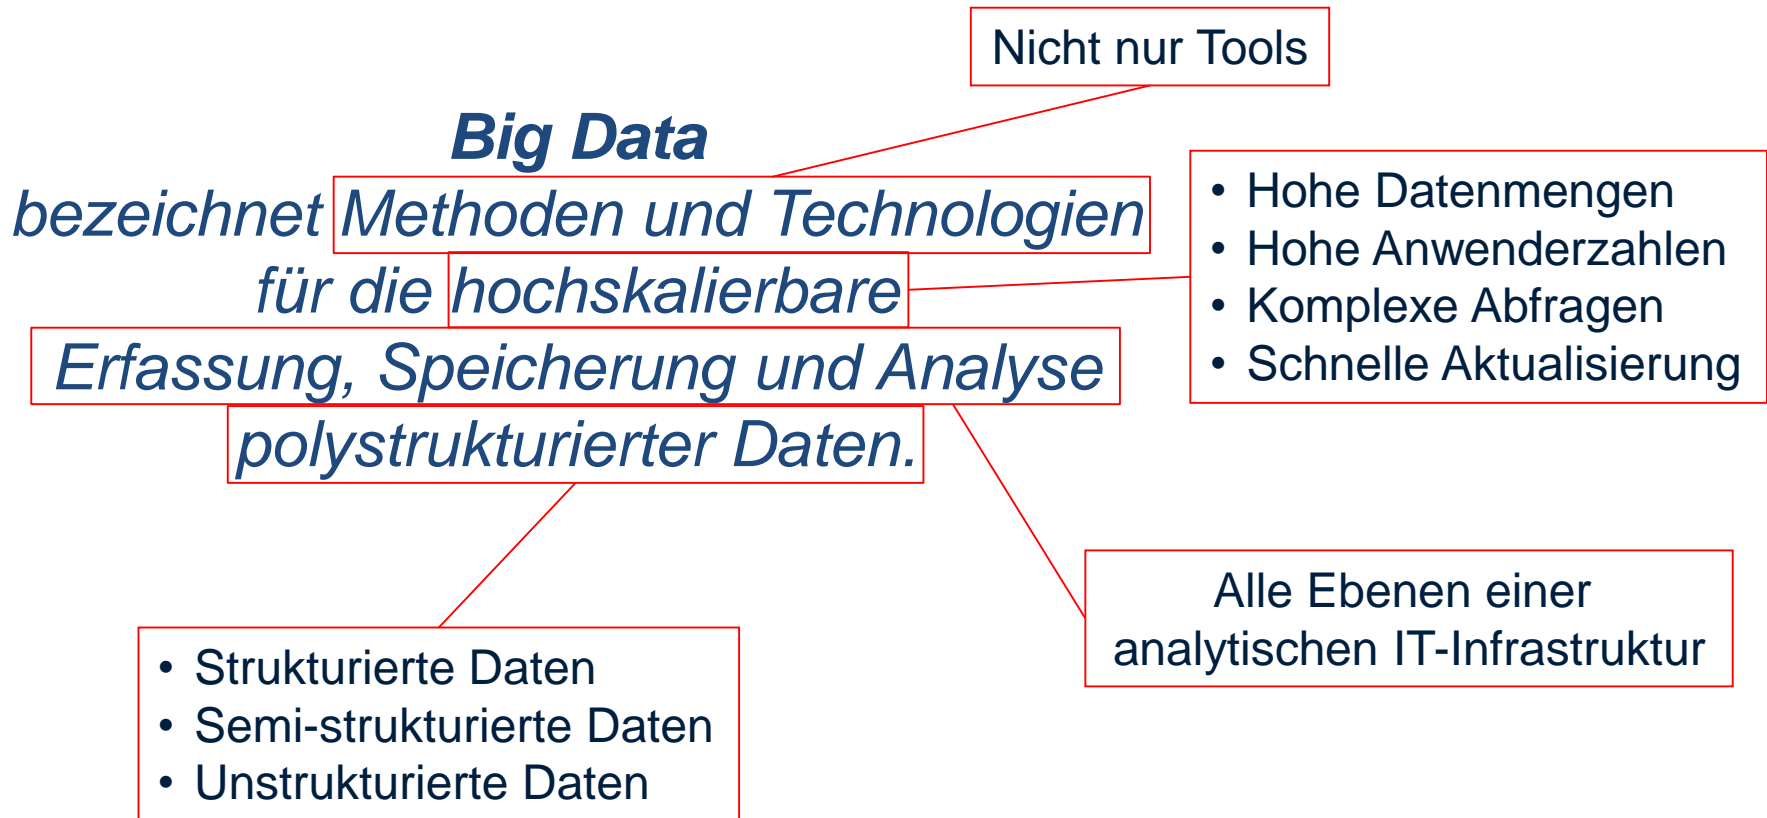 Nicht nur Tools
Big Data
bezeichnet Methoden und Technologien
für die hochskalierbare
Erfassung, Speicherung und Analyse
polystrukturierter Daten.
• Hohe Datenmengen
• Hohe Anwenderzahlen
• Komplexe Abfragen
• Schnelle Aktualisierung
Alle Ebenen einer
analytischen IT-Infrastruktur
• Strukturierte Daten
• Semi-strukturierte Daten
• Unstrukturierte Daten